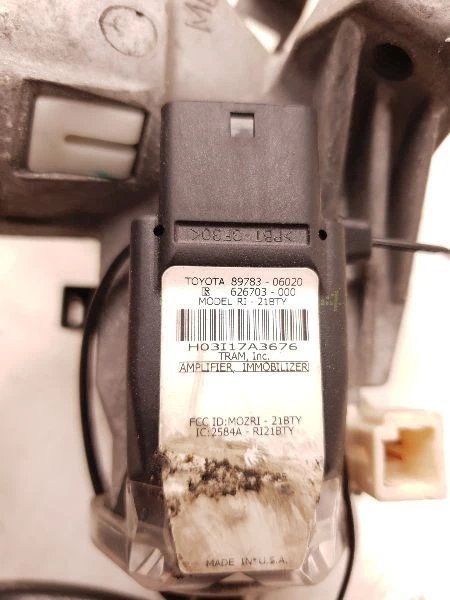 >PBT-GF30<
TOYOTA 89783 - 06020
626703 - 000
MODEL RI - 21BTY
H03I17A3676
TRAM, Inc.
AMPLIFIER, IMMOBILIZER
FCC ID:MOZRI - 21BTY
IC:2584A - RI21BTY
MADE IN U.S.A.